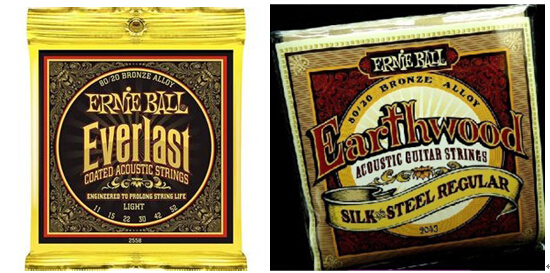 80/20 BRONZE ALLOY
ERNIE BALL
Everlast
COATED ACOUSTIC STRINGS
ENGINEERED TO PROLONG STRING LIFE
LIGHT
11 15 22 30 42 52
2558
ERNIE BALL
80/20 BRONZE ALLOY
Earthwood
ACOUSTIC GUITAR STRINGS
SILK AND STEEL REGULAR
2043